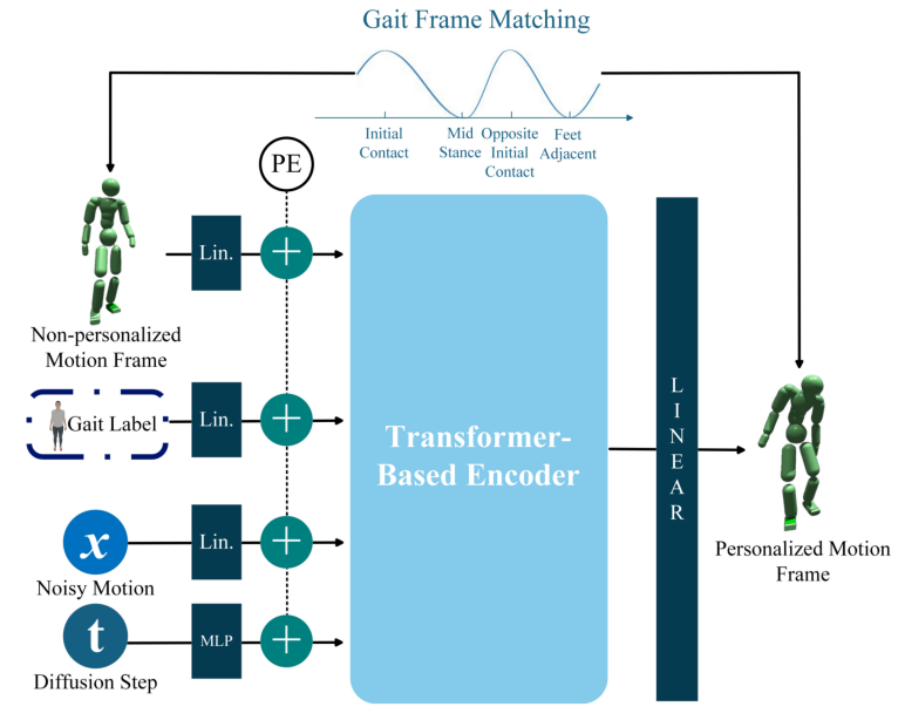 Gait Frame Matching
Initial
Contact
Mid
Stance
Opposite
Initial
Contact
Feet
Adjacent
PE
Lin.
Non-personalized
Motion Frame
Gait Label
Lin.
Transformer-
Based Encoder
LINEAR
x
Lin.
Noisy Motion
t
MLP
Diffusion Step
Personalized Motion
Frame